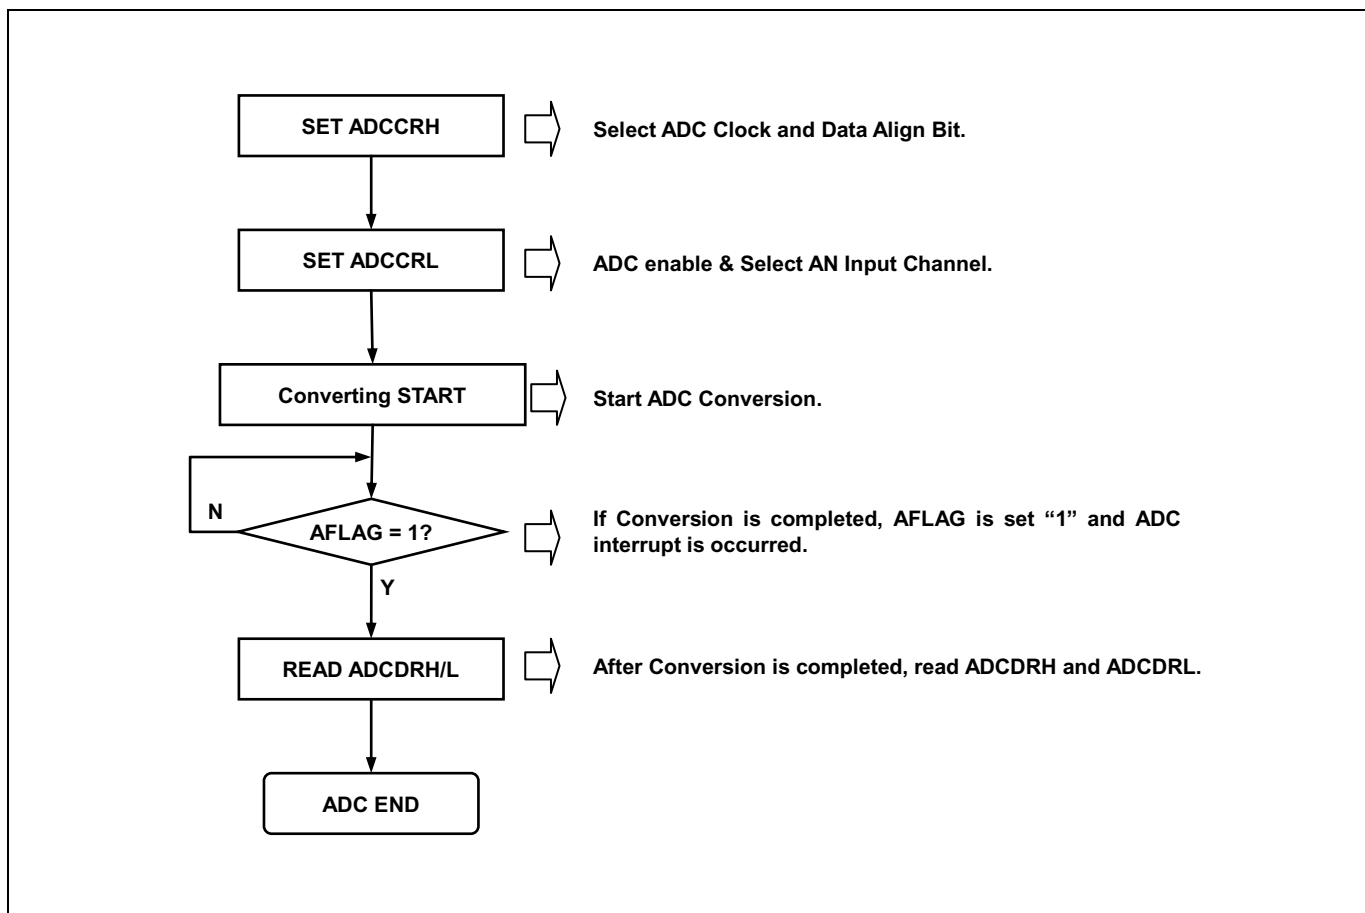 SET ADCCRH
Select ADC Clock and Data Align Bit.
SET ADCCRL
ADC enable & Select AN Input Channel.
Converting START
Start ADC Conversion.
N
AFLAG = 1?
If Conversion is completed, AFLAG is set “1” and ADC
interrupt is occurred.
Y
READ ADCDRH/L
After Conversion is completed, read ADCDRH and ADCDRL.
ADC END